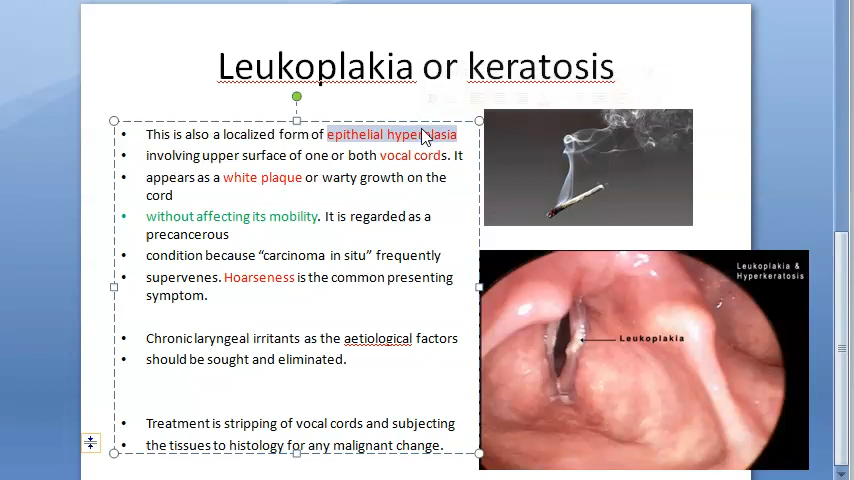 Leukoplakia or keratosis
• This is also a localized form of epithelial hyperplasia
• involving upper surface of one or both vocal cords. It
• appears as a white plaque or warty growth on the
cord
• without affecting its mobility. It is regarded as a
precancerous
• condition because “carcinoma in situ” frequently
• supervenes. Hoarseness is the common presenting
symptom.
• Chronic laryngeal irritants as the aetiological factors
• should be sought and eliminated.
• Treatment is stripping of vocal cords and subjecting
• the tissues to histology for any malignant change.
Leukoplakia &
Hyperkeratosis
Leukoplakia